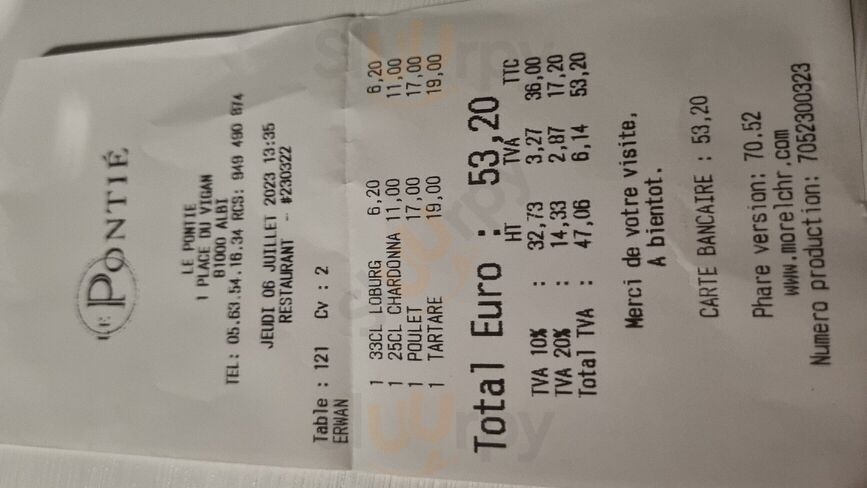 LE PONTIÉ
LE PONTIE
1 PLACE DU VIGAN
81000 ALBI
TEL: 05.63.54.16.34 RCS: 949 490 874
JEUDI 06 JUILLET 2023 13:35
RESTAURANT - #230322
Table : 121 Cv : 2
ERWAN
1 33CL LOBURG 6,20 6,20
1 25CL CHARDONNA 11,00 11,00
1 POULET 17,00 17,00
1 TARTARE 19,00 19,00
Total Euro : 53,20
HT TVA TTC
TVA 10% : 32,73 3,27 36,00
TVA 20% : 14,33 2,87 17,20
Total TVA : 47,06 6,14 53,20
Merci de votre visite,
A bientot.
CARTE BANCAIRE : 53,20
Phare version: 70.52
www.morelchr.com
Numero production: 7052300323